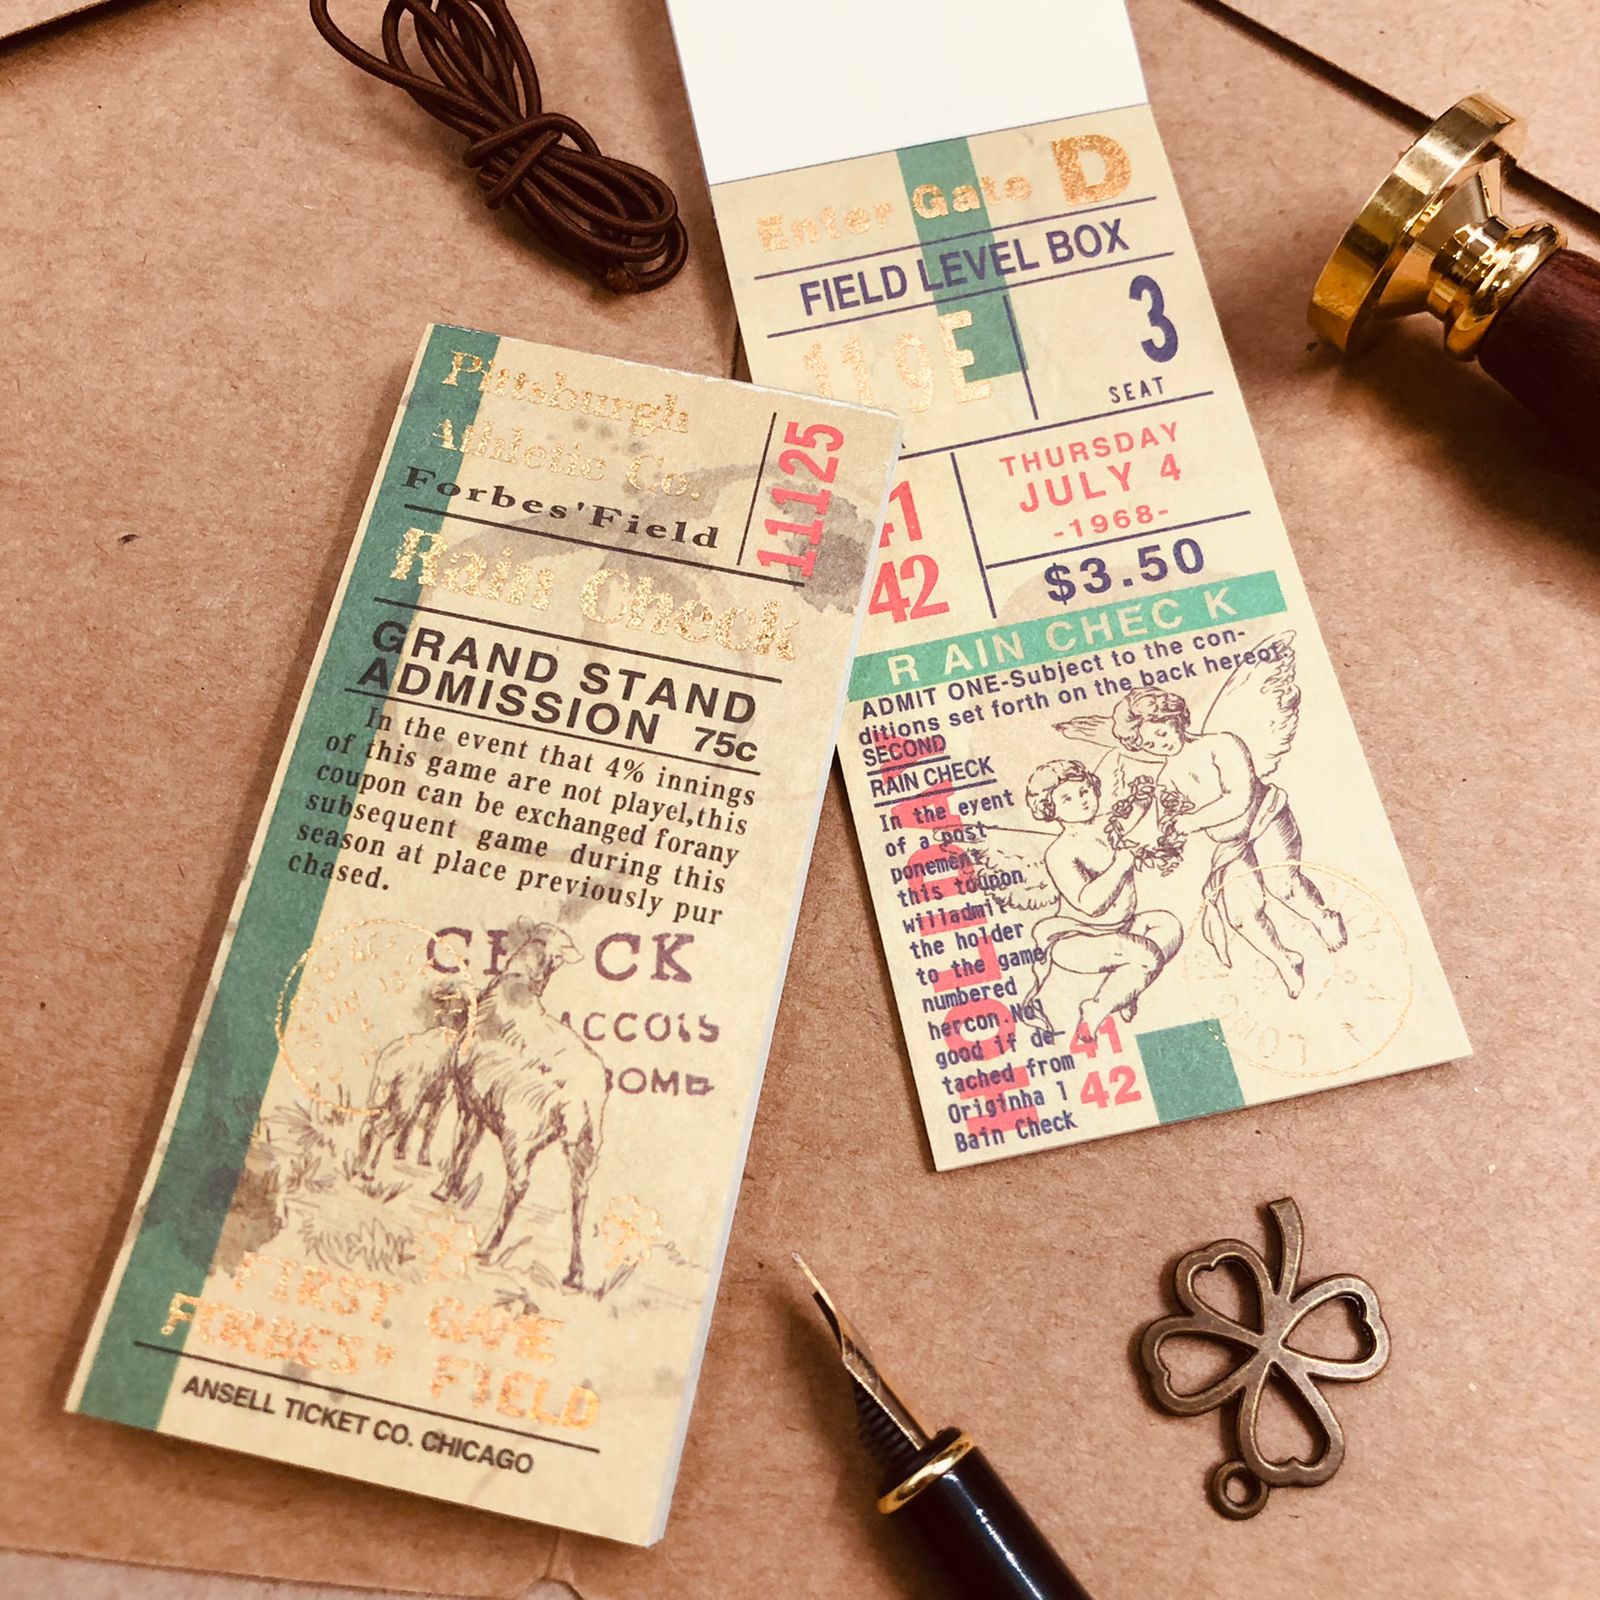 Pittsburgh
Athletic Co.
Forbes'Field
11125
Rain Check
GRAND STAND
ADMISSION 75c
In the event that 4% innings
of this game are not playel,this
coupon can be exchanged forany
subsequent game during this
season at place previously pur
chased.
CK
ACCOIS
FIRST GAME
FORBES' FIELD
ANSELL TICKET CO. CHICAGO
Enter Gate D
FIELD LEVEL BOX
119E
3
SEAT
41
42
THURSDAY
JULY 4
-1968-
$3.50
R AIN CHEC K
ADMIT ONE-Subject to the con-
ditions set forth on the back hereof.
SECOND
RAIN CHECK
In the eyent
of a post-
ponement
this toupon
willadmit
the holder
to the game
numbered
hercon.Nol
good if de-
tached from
Originha l
Bain Check
41
42